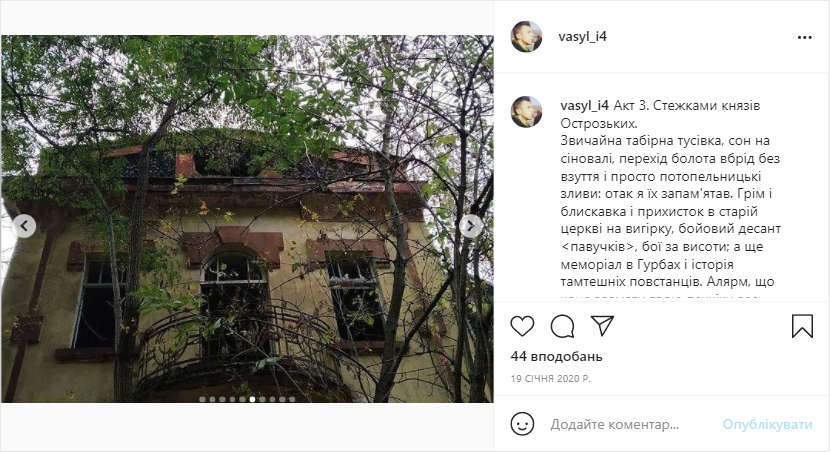 vasyl_i4
vasyl_i4 Акт 3. Стежками князів
Острозьких.
Звичайна табірна тусівка, сон на
сіновалі, перехід болота вбрід без
взуття і просто потопельницькі
зливи: отак я їх запам'ятав. Грім і
блискавка і прихисток в старій
церкві на вигірку, бойовий десант
<павучків>, бої за висоти; а ще
меморіал в Гурбах і історія
тамтешніх повстанців. Алярм, що
44 вподобань
19 СІЧНЯ 2020 Р.
Додайте коментар...
Опублікувати